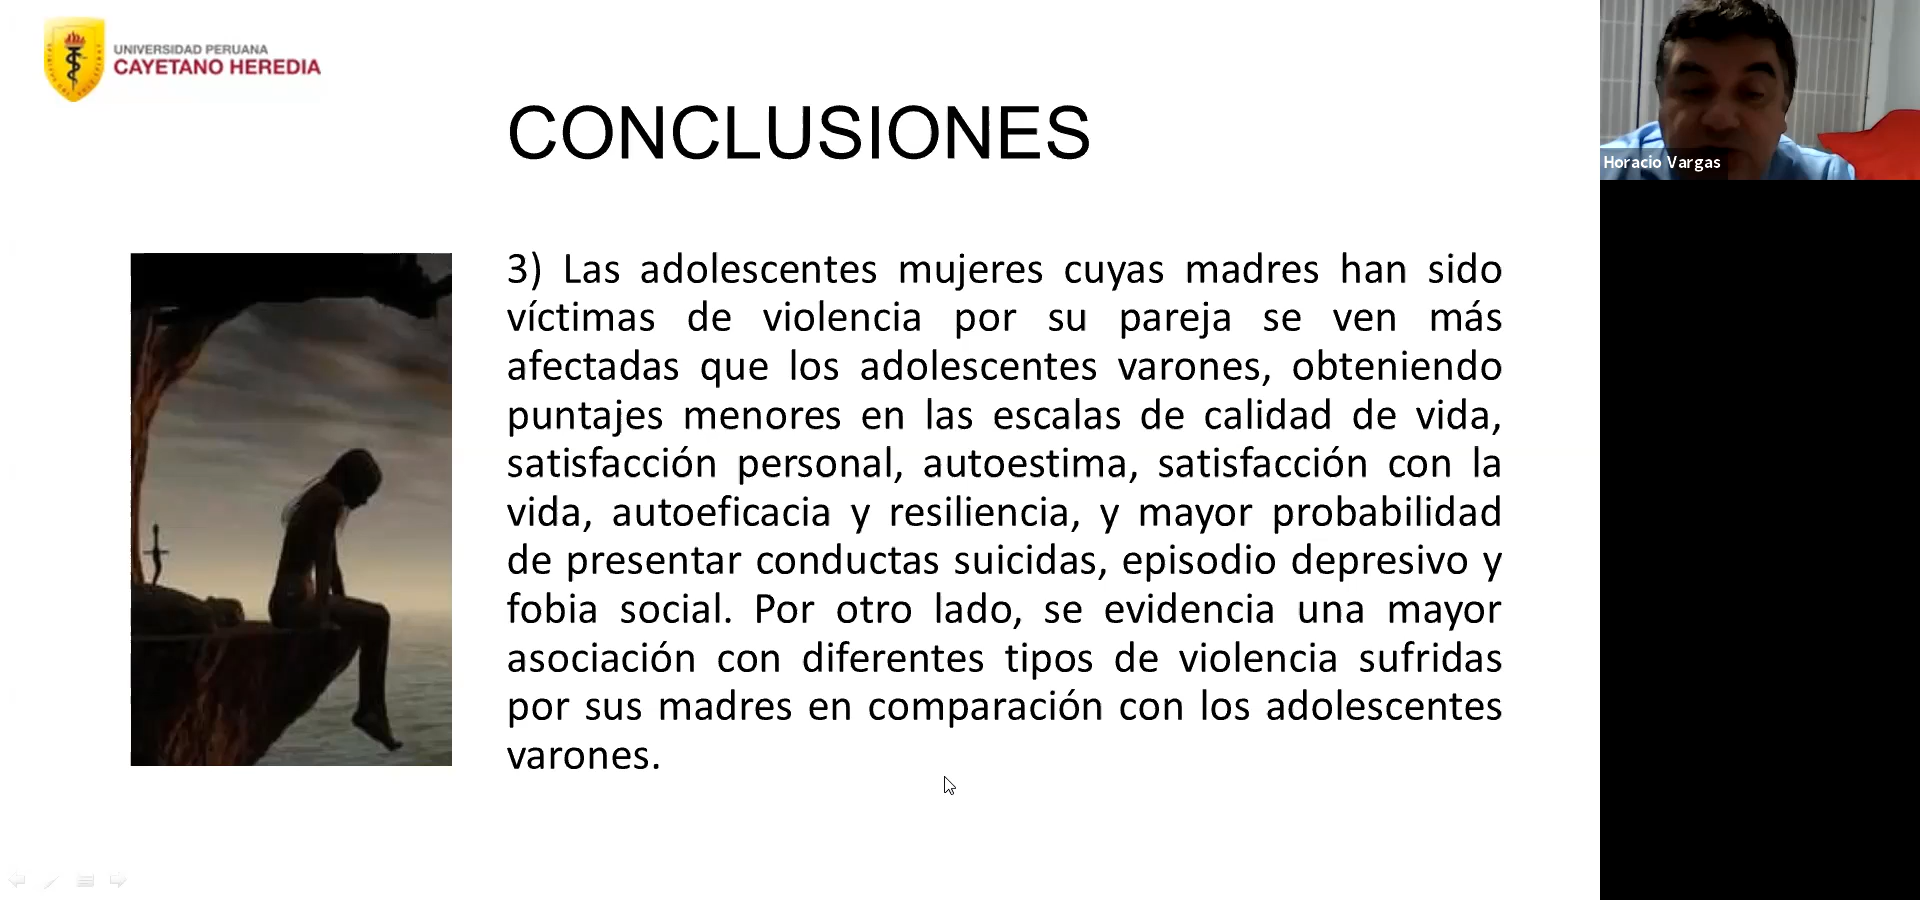 UNIVERSIDAD PERUANA
CAYETANO HEREDIA
CONCLUSIONES
3) Las adolescentes mujeres cuyas madres han sido
víctimas de violencia por su pareja se ven más
afectadas que los adolescentes varones, obteniendo
puntajes menores en las escalas de calidad de vida,
satisfacción personal, autoestima, satisfacción con la
vida, autoeficacia y resiliencia, y mayor probabilidad
de presentar conductas suicidas, episodio depresivo y
fobia social. Por otro lado, se evidencia una mayor
asociación con diferentes tipos de violencia sufridas
por sus madres en comparación con los adolescentes
varones.
Horacio Vargas